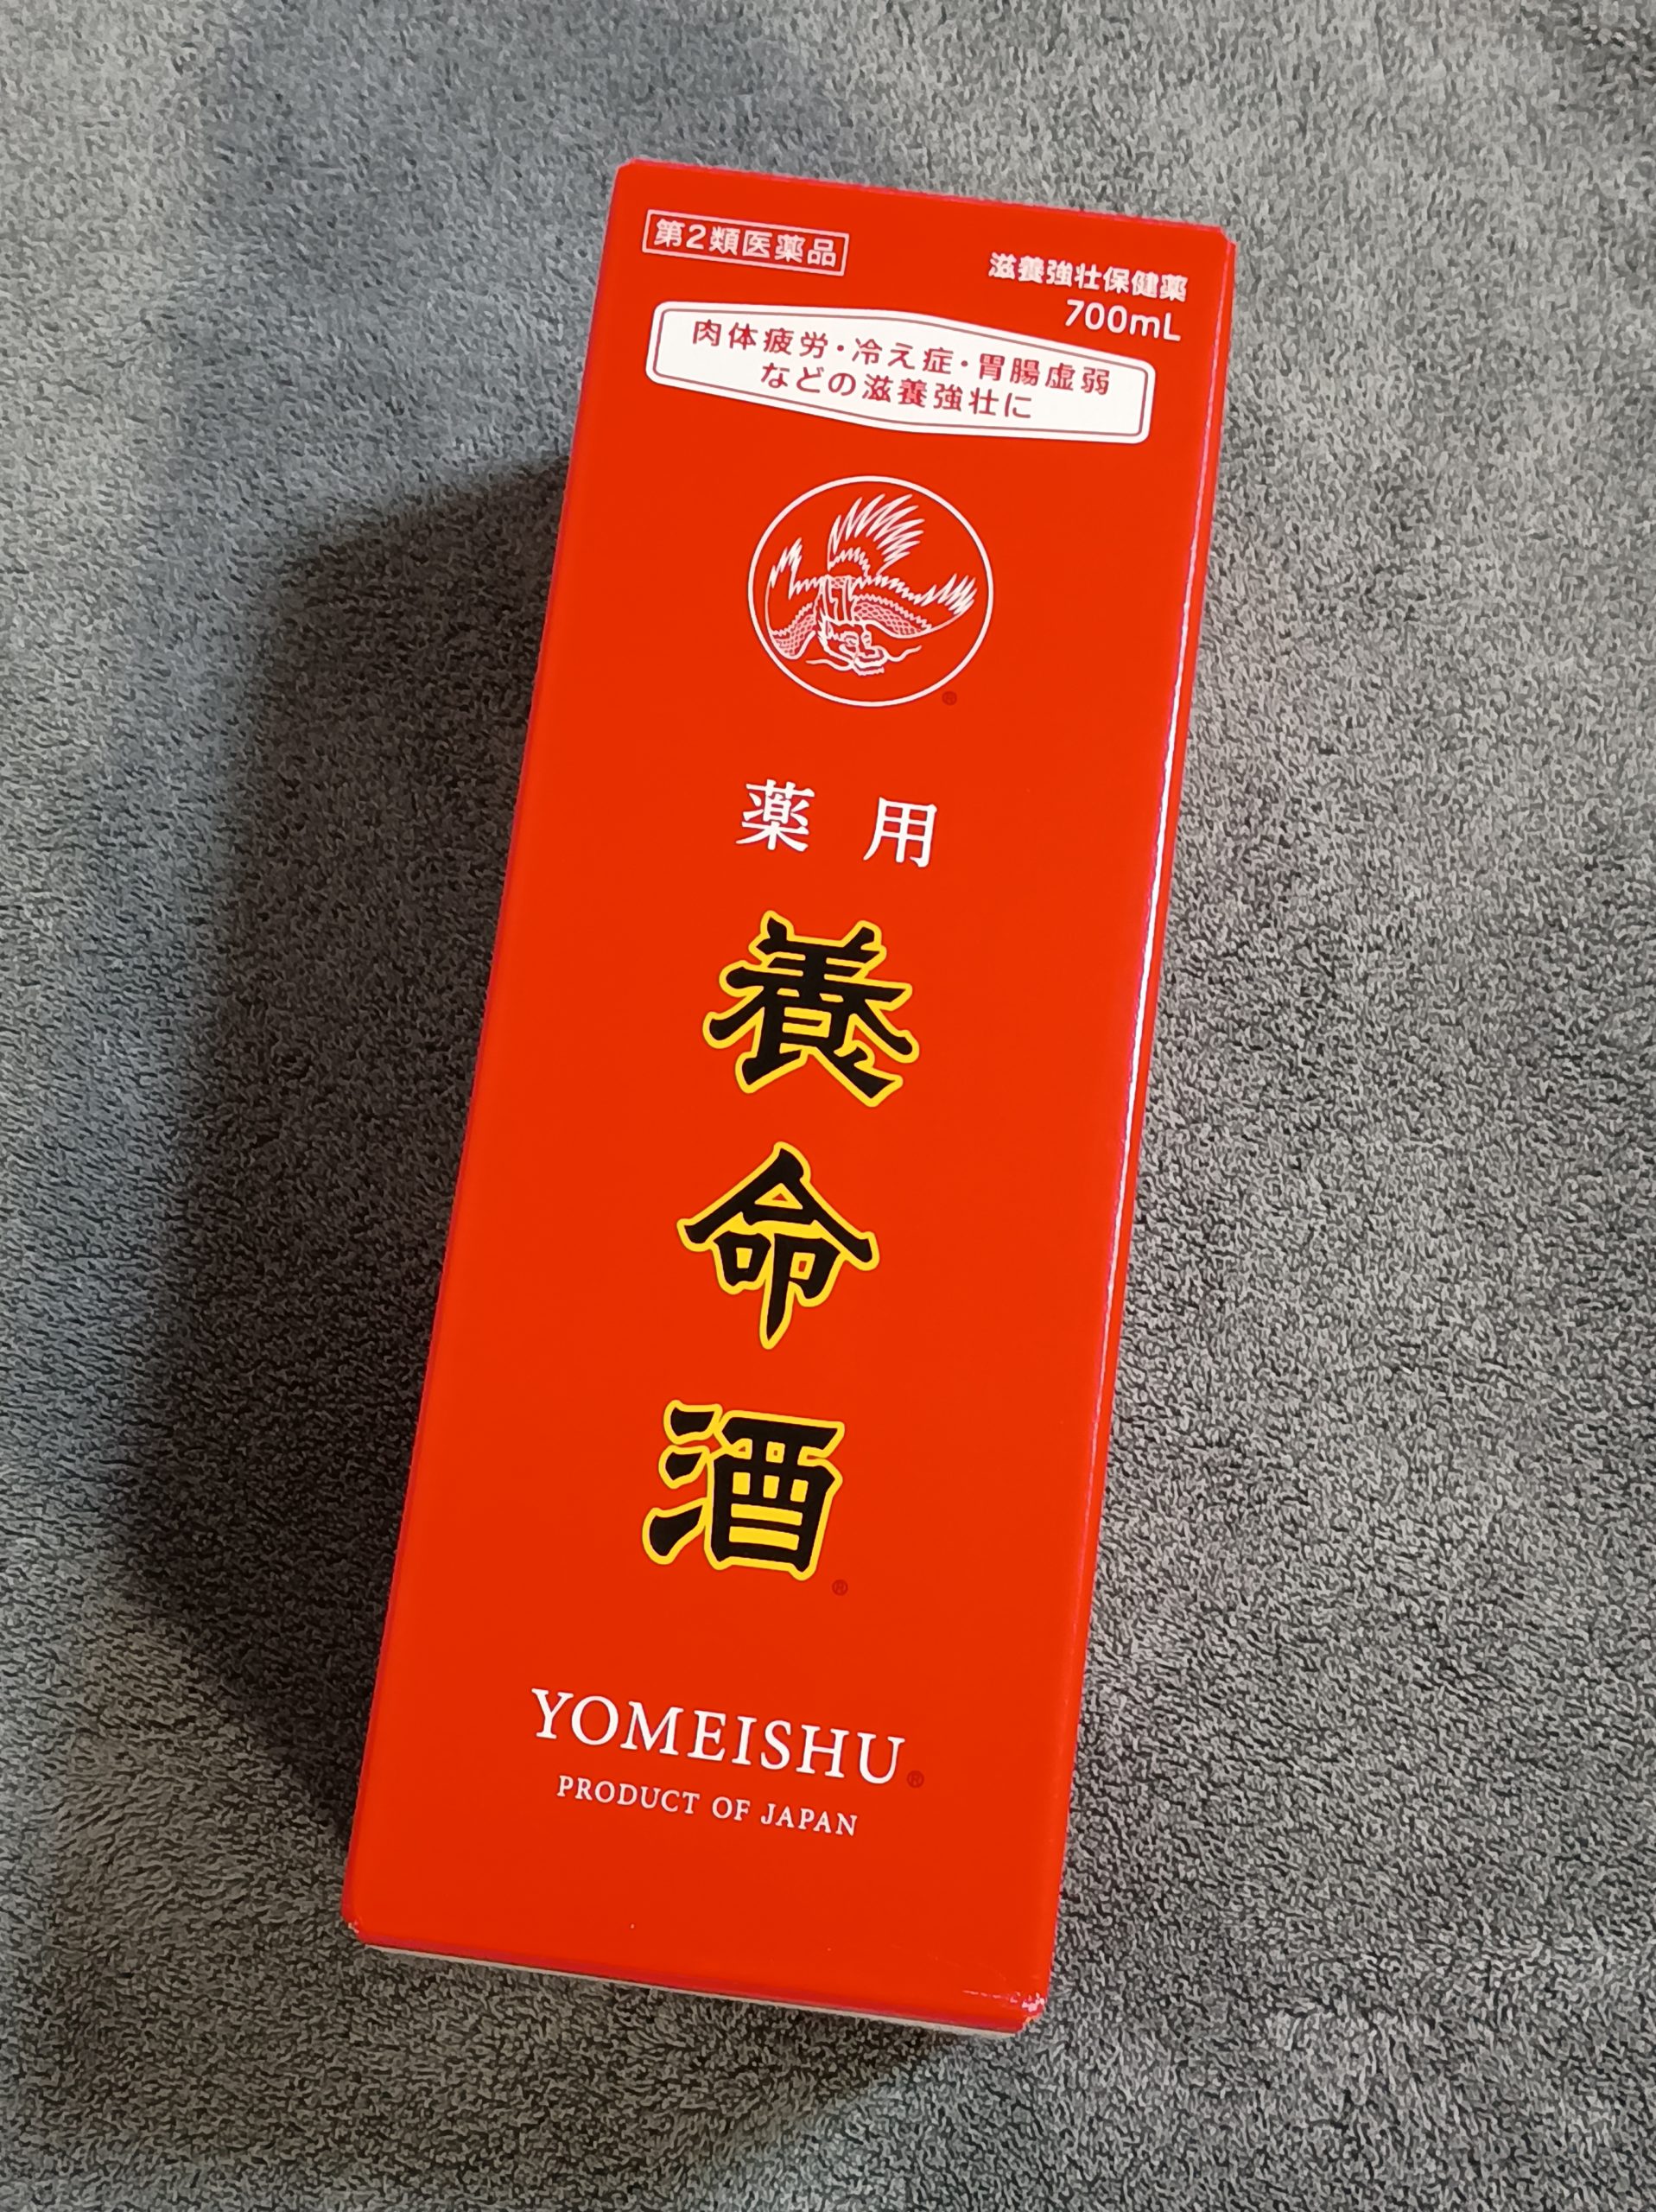 第2類医薬品
滋養強壮保健薬
700mL
肉体疲労・冷え症・胃腸虚弱
などの滋養強壮に
®
薬用
養
命
酒
®
YOMEISHU®
PRODUCT OF JAPAN